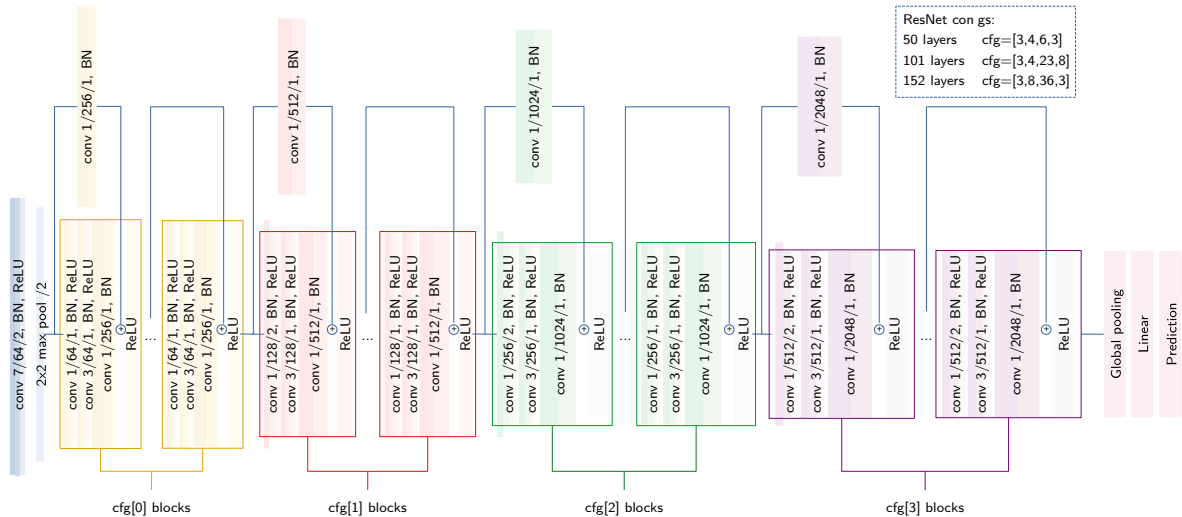 conv 1/256/1, BN
conv 1/512/1, BN
conv 1/1024/1, BN
conv 1/2048/1, BN
ResNet con gs:
50 layers cfg=[3,4,6,3]
101 layers cfg=[3,4,23,8]
152 layers cfg=[3,8,36,3]
conv 7/64/2, BN, ReLU
2x2 max pool /2
conv 1/64/1, BN, ReLU
conv 3/64/1, BN, ReLU
conv 1/256/1, BN
+
ReLU
...
conv 1/64/1, BN, ReLU
conv 3/64/1, BN, ReLU
conv 1/256/1, BN
+
ReLU
conv 1/128/2, BN, ReLU
conv 3/128/1, BN, ReLU
conv 1/512/1, BN
+
ReLU
...
conv 1/128/1, BN, ReLU
conv 3/128/1, BN, ReLU
conv 1/512/1, BN
+
ReLU
conv 1/256/2, BN, ReLU
conv 3/256/1, BN, ReLU
conv 1/1024/1, BN
+
ReLU
...
conv 1/256/1, BN, ReLU
conv 3/256/1, BN, ReLU
conv 1/1024/1, BN
+
ReLU
conv 1/512/2, BN, ReLU
conv 3/512/1, BN, ReLU
conv 1/2048/1, BN
+
ReLU
...
conv 1/512/2, BN, ReLU
conv 3/512/1, BN, ReLU
conv 1/2048/1, BN
+
ReLU
Global pooling
Linear
Prediction
cfg[0] blocks
cfg[1] blocks
cfg[2] blocks
cfg[3] blocks